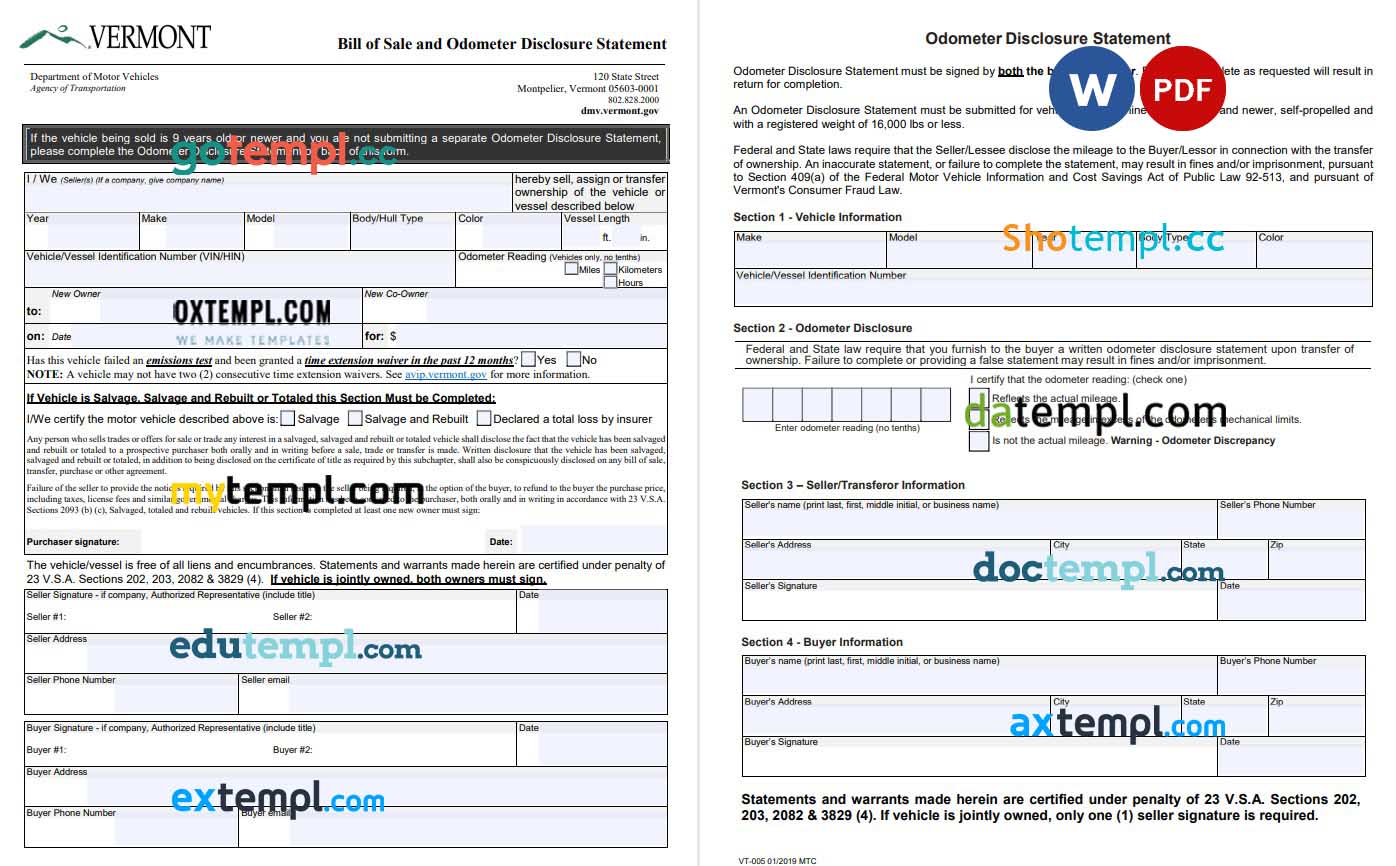 VERMONT
Bill of Sale and Odometer Disclosure Statement
Department of Motor Vehicles
Agency of Transportation
120 State Street
Montpelier, Vermont 05603-0001
802.828.2000
dmv.vermont.gov
If the vehicle being sold is 9 years old or newer and you are not submitting a separate Odometer Disclosure Statement,
please complete the Odometer Disclosure Statement on back of this form.
gotempl.cc
I / We (Seller(s) (If a company, give company name)
hereby sell, assign or transfer
ownership of the vehicle or
vessel described below
Year Make Model Body/Hull Type Color Vessel Length
ft. in.
Vehicle/Vessel Identification Number (VIN/HIN)
Odometer Reading (Vehicles only, no tenths)
Miles Kilometers
Hours
New Owner New Co-Owner
to:
OXTEMPL.COM
WE MAKE TEMPLATES
on: Date for: $
Has this vehicle failed an emissions test and been granted a time extension waiver in the past 12 months? Yes No
NOTE: A vehicle may not have two (2) consecutive time extension waivers. See avip.vermont.gov for more information.
If Vehicle is Salvage, Salvage and Rebuilt or Totaled this Section Must be Completed:
I/We certify the motor vehicle described above is: Salvage Salvage and Rebuilt Declared a total loss by insurer
Any person who sells trades or offers for sale or trade any interest in a salvaged, salvaged and rebuilt or totaled vehicle shall disclose the fact that the vehicle has been salvaged
and rebuilt or totaled to a prospective purchaser both orally and in writing before a sale, trade or transfer is made. Written disclosure that the vehicle has been salvaged,
salvaged and rebuilt or totaled, in addition to being disclosed on the certificate of title as required by this subchapter, shall also be conspicuously disclosed on any bill of sale,
transfer, purchase or other agreement.
Failure of the seller to provide the notice required by this section shall result in the seller being required, at the option of the buyer, to refund to the buyer the purchase price,
including taxes, license fees and similar governmental This information has been to the purchaser, both orally and in writing in accordance with 23 V.S.A.
Sections 2093 (b) (c), Salvaged, totaled and rebuilt vehicles. If this section is completed at least one new owner must sign:
mytempl.com
Purchaser signature: Date:
The vehicle/vessel is free of all liens and encumbrances. Statements and warrants made herein are certified under penalty of
23 V.S.A. Sections 202, 203, 2082 & 3829 (4). If vehicle is jointly owned, both owners must sign.
Seller Signature - if company, Authorized Representative (include title) Date
Seller #1: Seller #2:
Seller Address
edutempl.com
Seller Phone Number Seller email
Buyer Signature - if company, Authorized Representative (include title) Date
Buyer #1: Buyer #2:
Buyer Address
extempl.com
Buyer Phone Number Buyer email
Odometer Disclosure Statement
W PDF
Odometer Disclosure Statement must be signed by both the b r. lete as requested will result in
return for completion.
An Odometer Disclosure Statement must be submitted for and newer, self-propelled and
with a registered weight of 16,000 lbs or less.
Federal and State laws require that the Seller/Lessee disclose the mileage to the Buyer/Lessor in connection with the transfer
of ownership. An inaccurate statement, or failure to complete the statement, may result in fines and/or imprisonment, pursuant
to Section 409(a) of the Federal Motor Vehicle Information and Cost Savings Act of Public Law 92-513, and pursuant of
Vermont's Consumer Fraud Law.
Section 1 - Vehicle Information
Shotempl.cc
Make Model Year Body Type Color
Vehicle/Vessel Identification Number
Section 2 - Odometer Disclosure
Federal and State law require that you furnish to the buyer a written odometer disclosure statement upon transfer of
ownership. Failure to complete or providing a false statement may result in fines and/or imprisonment.
I certify that the odometer reading: (check one)
Reflects the actual mileage.
datempl.com
Reflects the mileage in excess of the odometer's mechanical limits.
Enter odometer reading (no tenths)
Is not the actual mileage. Warning - Odometer Discrepancy
Section 3 – Seller/Transferor Information
Seller's name (print last, first, middle initial, or business name) Seller's Phone Number
Seller's Address City State Zip
doctempl.com
Seller's Signature Date
Section 4 - Buyer Information
Buyer's name (print last, first, middle initial, or business name) Buyer's Phone Number
Buyer's Address City State Zip
axtempl.com
Buyer's Signature Date
Statements and warrants made herein are certified under penalty of 23 V.S.A. Sections 202,
203, 2082 & 3829 (4). If vehicle is jointly owned, only one (1) seller signature is required.
VT-005 01/2019 MTC